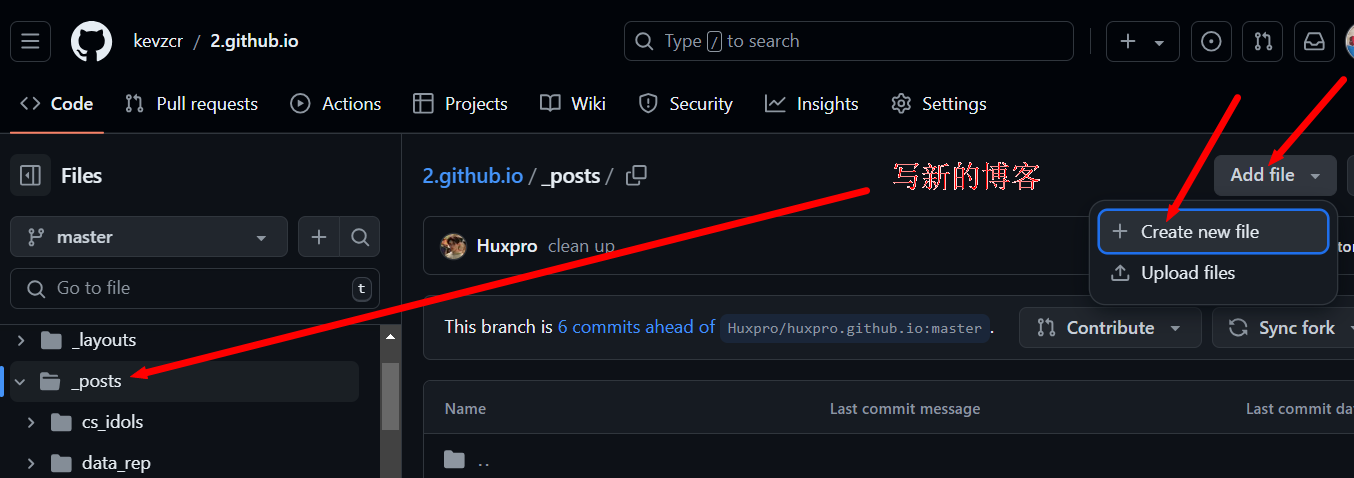 kevzcr / 2.github.io
Type / to search
Code
Pull requests
Actions
Projects
Wiki
Security
Insights
Settings
Files
2.github.io / _posts /
写新的博客
Add file
master
Huxpro clean up
Create new file
Go to file t
Upload files
This branch is 6 commits ahead of Huxpro/huxpro.github.io:master .
Contribute
Sync fork
_layouts
_posts
cs_idols
data_rep
Name
Last commit message
Last commit da
..